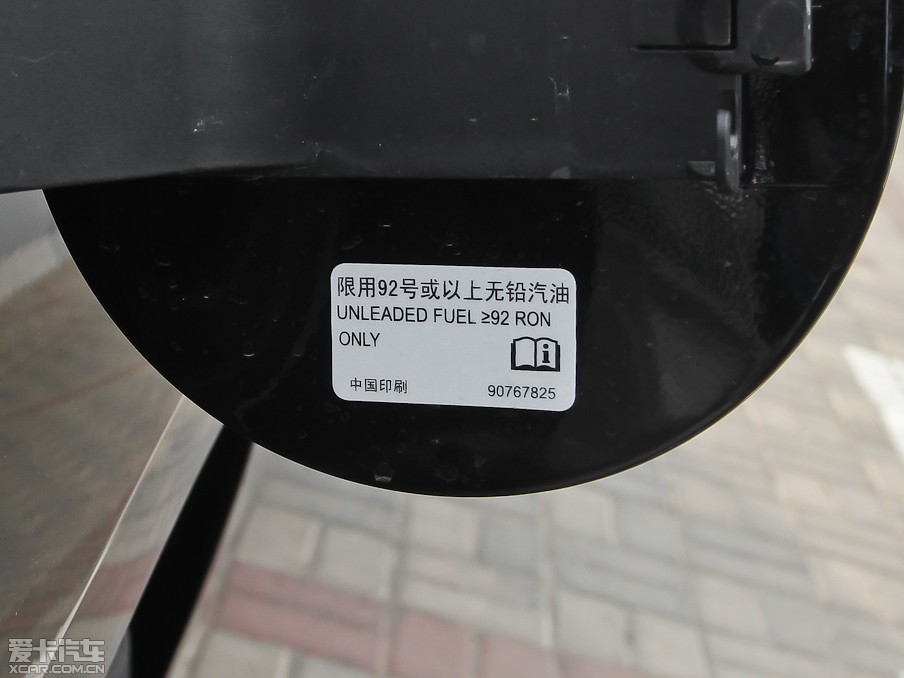 限用92号或以上无铅汽油
UNLEADED FUEL ≥92 RON
ONLY
中国印刷 90767825
爱卡汽车
XCAR.COM.CN